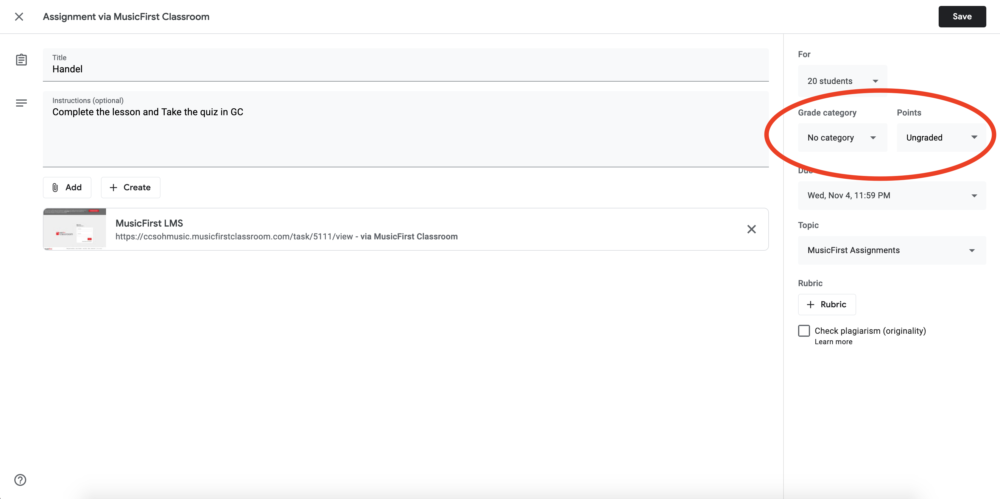 Assignment via MusicFirst Classroom
Save
Title
Handel
Instructions (optional)
Complete the lesson and Take the quiz in GC
Add
Create
MusicFirst LMS
https://ccsohmusic.musicfirstclassroom.com/task/5111/view - via MusicFirst Classroom
For
20 students
Grade category Points
No category Ungraded
Due
Wed, Nov 4, 11:59 PM
Topic
MusicFirst Assignments
Rubric
Rubric
Check plagiarism (originality)
Learn more